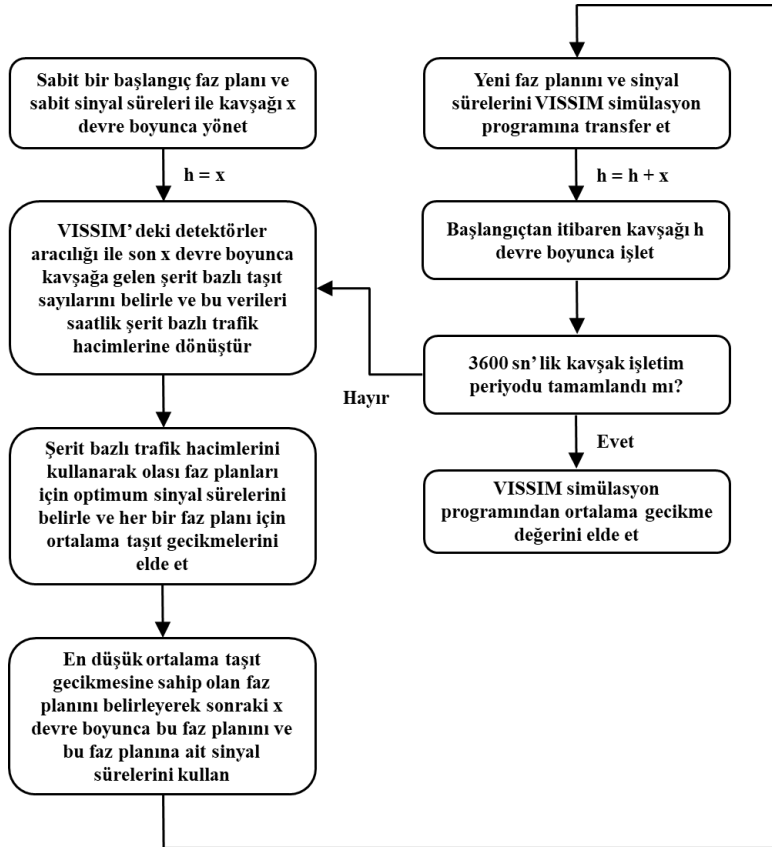 Sabit bir başlangıç faz planı ve
sabit sinyal süreleri ile kavşağı x
devre boyunca yönet
h = x
VISSIM’ deki detektörler
aracılığı ile son x devre boyunca
kavşağa gelen şerit bazlı taşıt
sayılarını belirle ve bu verileri
saatlik şerit bazlı trafik
hacimlerine dönüştür
Şerit bazlı trafik hacimlerini
kullanarak olası faz planları
için optimum sinyal sürelerini
belirle ve her bir faz planı için
ortalama taşıt gecikmelerini
elde et
En düşük ortalama taşıt
gecikmesine sahip olan faz
planını belirleyerek sonraki x
devre boyunca bu faz planını ve
bu faz planına ait sinyal
sürelerini kullan
Yeni faz planını ve sinyal
sürelerini VISSIM simülasyon
programına transfer et
h = h + x
Başlangıçtan itibaren kavşağı h
devre boyunca işlet
3600 sn’ lik kavşak işletim
periyodu tamamlandı mı?
Hayır
Evet
VISSIM simülasyon
programından ortalama gecikme
değerini elde et